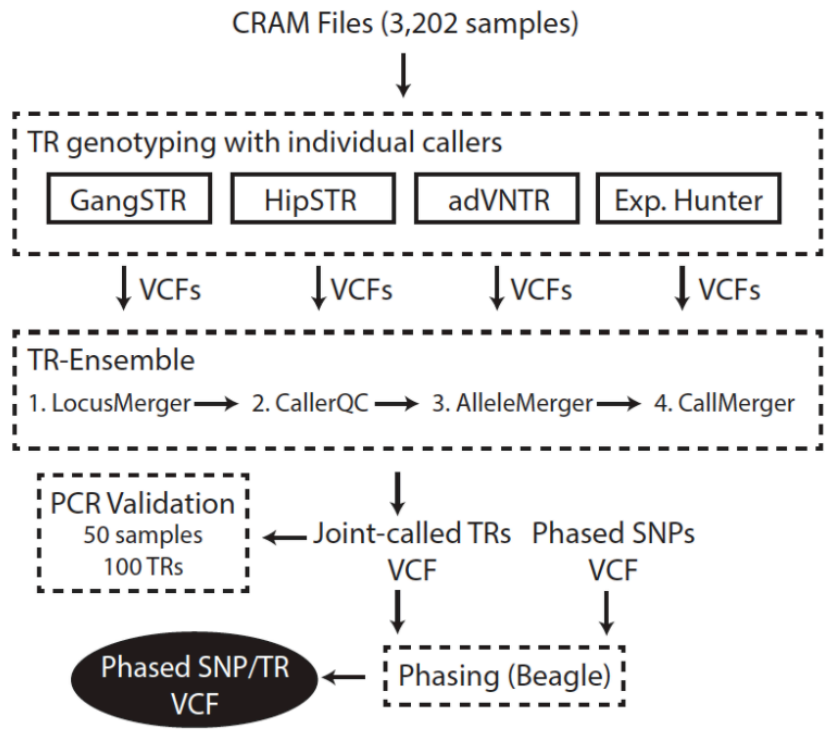 CRAM Files (3,202 samples)
TR genotyping with individual callers
GangSTR
HipSTR
adVNTR
Exp. Hunter
VCFs
VCFs
VCFs
VCFs
TR-Ensemble
1. LocusMerger
2. CallerQC
3. AlleleMerger
4. CallMerger
PCR Validation
50 samples
100 TRs
Joint-called TRs
VCF
Phased SNPs
VCF
Phased SNP/TR
VCF
Phasing (Beagle)